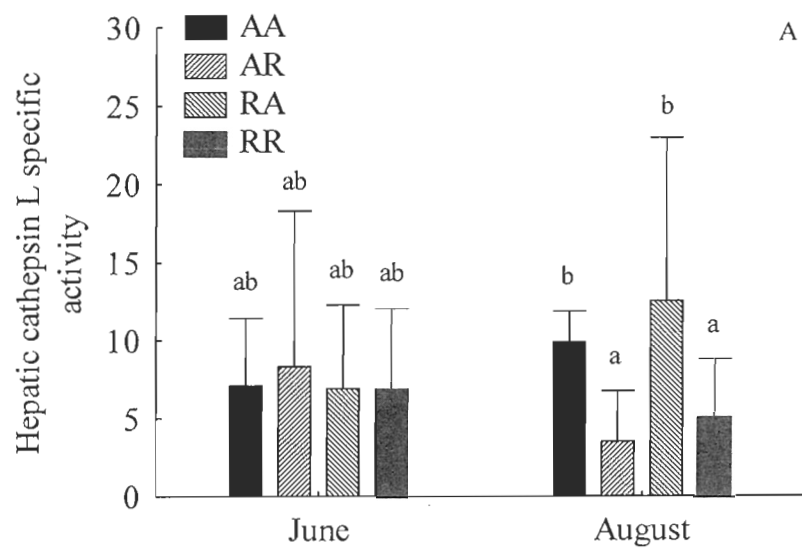 A
AA
AR
RA
RR
30
25
20
15
10
5
0
Hepatic cathepsin L specific
activity
ab
ab
ab
ab
b
a
b
a
June
August